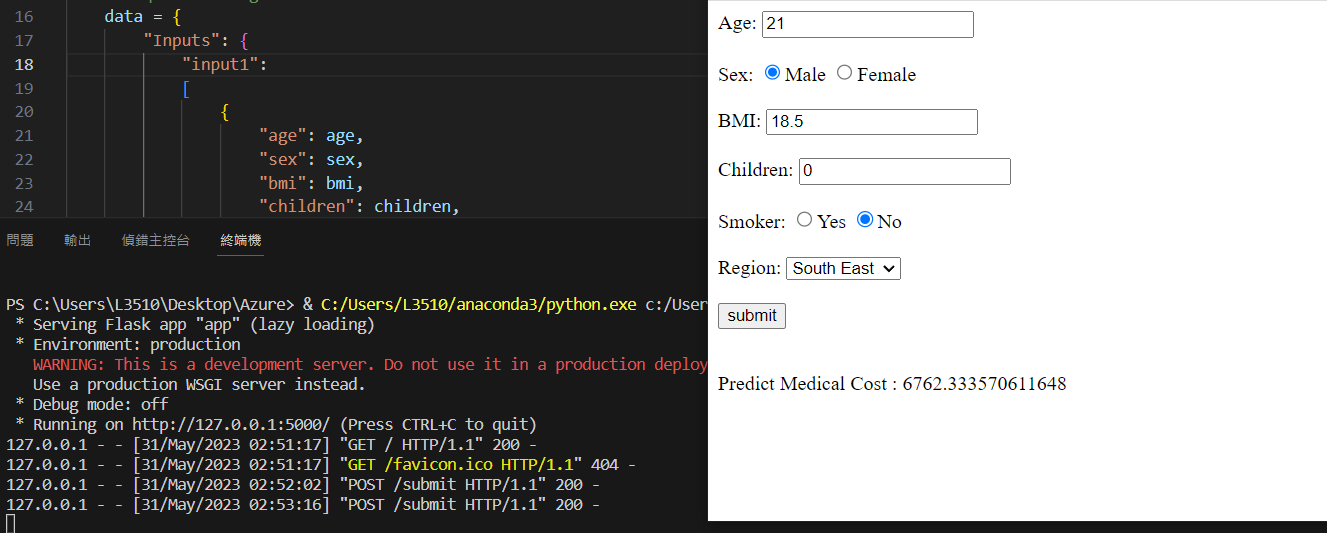 16 data = {
17 "Inputs": {
18 "input1":
19 [
20 {
21 "age": age,
22 "sex": sex,
23 "bmi": bmi,
24 "children": children,
問題 輸出 偵錯主控台 終端機
PS C:\Users\L3510\Desktop\Azure> & C:/Users/L3510/anaconda3/python.exe c:/User
* Serving Flask app "app" (lazy loading)
* Environment: production
WARNING: This is a development server. Do not use it in a production deploy
Use a production WSGI server instead.
* Debug mode: off
* Running on http://127.0.0.1:5000/ (Press CTRL+C to quit)
127.0.0.1 - - [31/May/2023 02:51:17] "GET / HTTP/1.1" 200 -
127.0.0.1 - - [31/May/2023 02:51:17] "GET /favicon.ico HTTP/1.1" 404 -
127.0.0.1 - - [31/May/2023 02:52:02] "POST /submit HTTP/1.1" 200 -
127.0.0.1 - - [31/May/2023 02:53:16] "POST /submit HTTP/1.1" 200 -
Age: 21
Sex: Male Female
BMI: 18.5
Children: 0
Smoker: Yes No
Region: South East
submit
Predict Medical Cost : 6762.333570611648